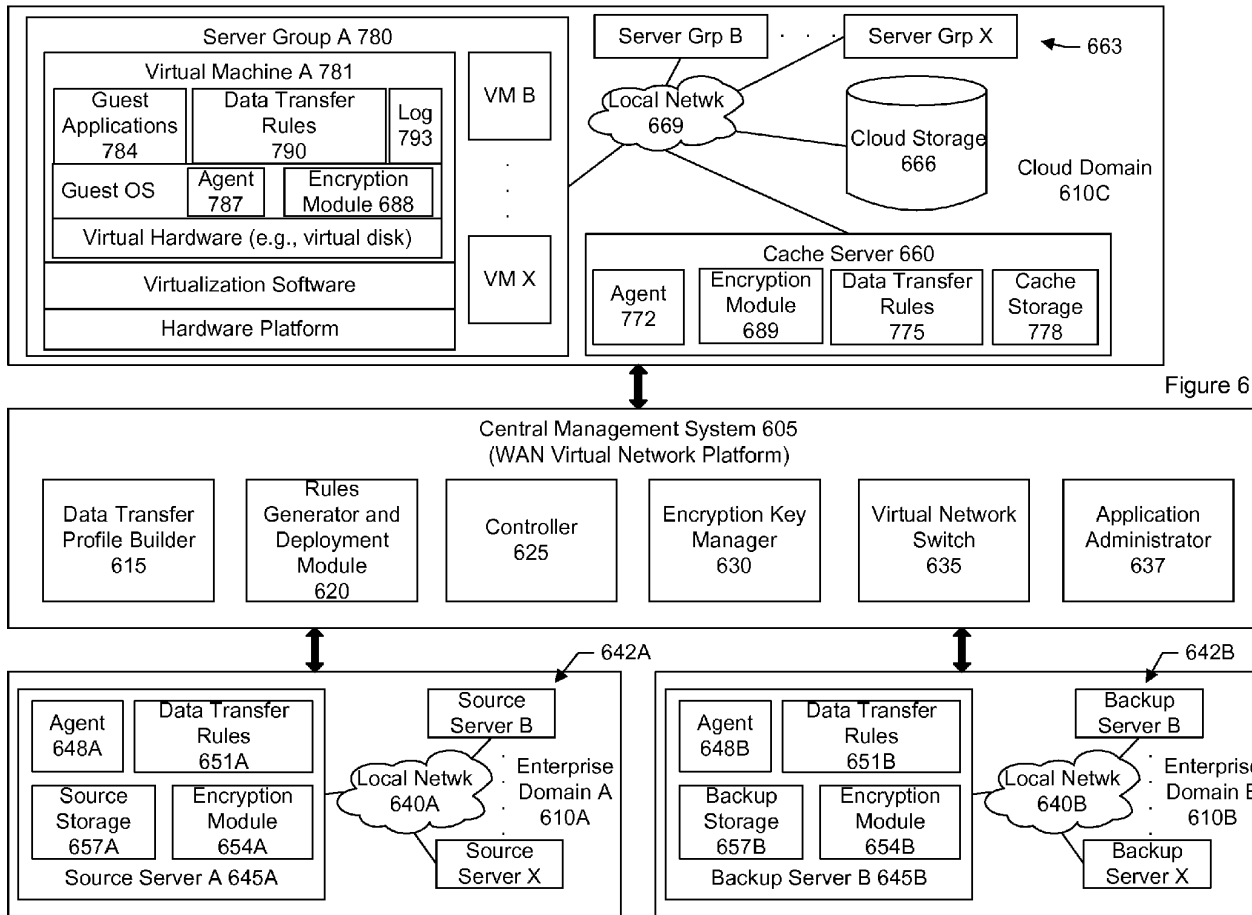 Server Group A 780
Virtual Machine A 781
Guest
Applications
784
Data Transfer
Rules
790
Log
793
Guest OS
Agent
787
Encryption
Module 688
Virtual Hardware (e.g., virtual disk)
Virtualization Software
Hardware Platform
VM B
VM X
Server Grp B
Server Grp X
663
Local Netwk
669
Cloud Storage
666
Cloud Domain
610C
Cache Server 660
Agent
772
Encryption
Module
689
Data Transfer
Rules
775
Cache
Storage
778
Figure 6
Central Management System 605
(WAN Virtual Network Platform)
Data Transfer
Profile Builder
615
Rules
Generator and
Deployment
Module
620
Controller
625
Encryption Key
Manager
630
Virtual Network
Switch
635
Application
Administrator
637
642A
Agent
648A
Data Transfer
Rules
651A
Source
Storage
657A
Encryption
Module
654A
Source Server A 645A
Source
Server B
Local Netwk
640A
Enterprise
Domain A
610A
Source
Server X
642B
Agent
648B
Data Transfer
Rules
651B
Backup
Storage
657B
Encryption
Module
654B
Backup Server B 645B
Backup
Server B
Local Netwk
640B
Enterprise
Domain B
610B
Backup
Server X